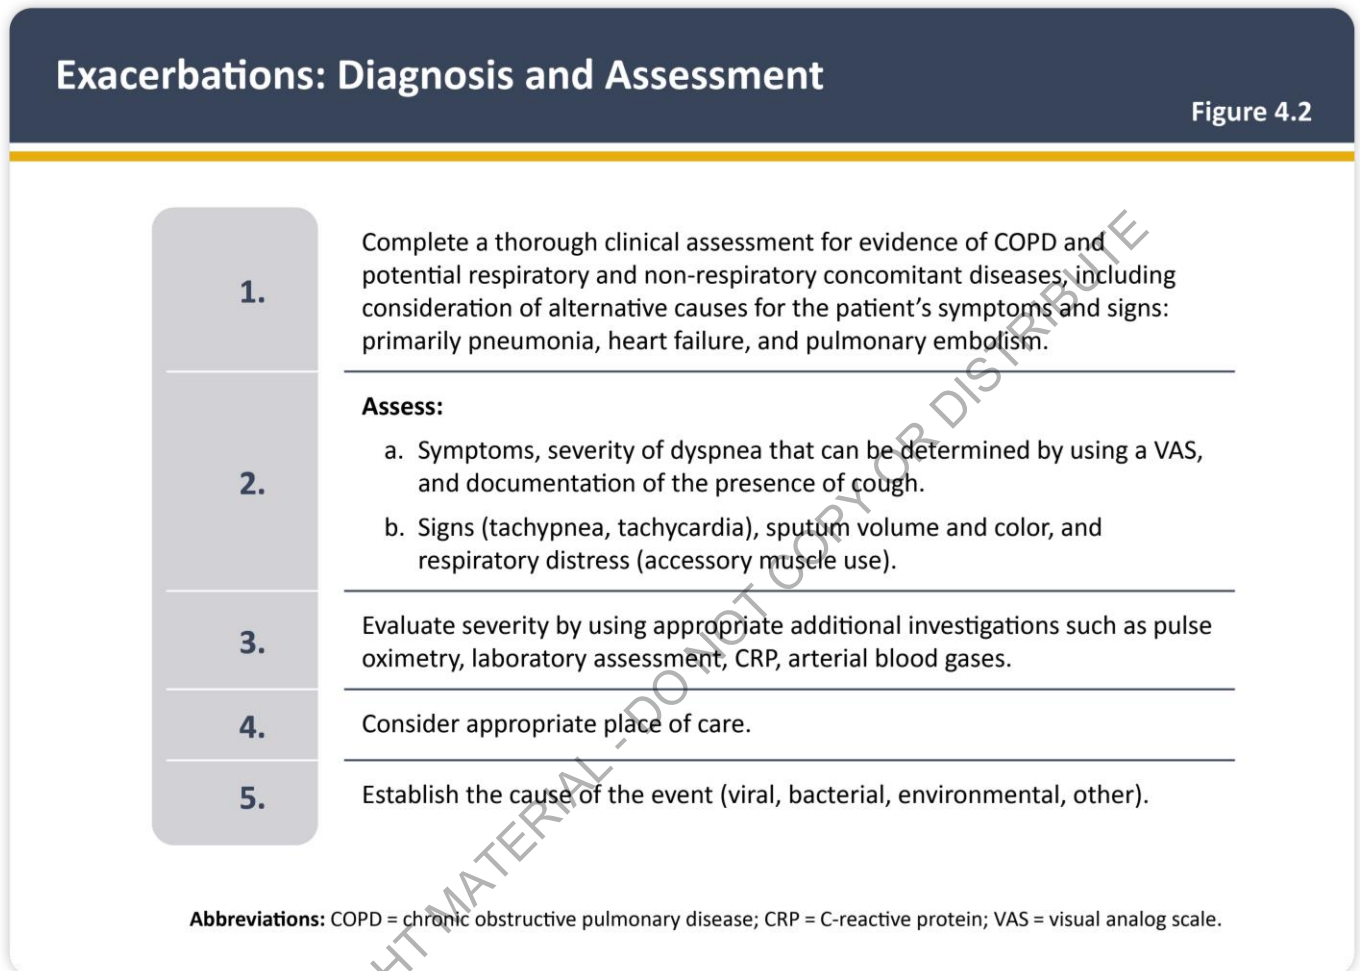 Exacerbations: Diagnosis and Assessment
Figure 4.2
1.
Complete a thorough clinical assessment for evidence of COPD and
potential respiratory and non-respiratory concomitant diseases, including
consideration of alternative causes for the patient’s symptoms and signs:
primarily pneumonia, heart failure, and pulmonary embolism.
2.
Assess:
a. Symptoms, severity of dyspnea that can be determined by using a VAS,
and documentation of the presence of cough.
b. Signs (tachypnea, tachycardia), sputum volume and color, and
respiratory distress (accessory muscle use).
3.
Evaluate severity by using appropriate additional investigations such as pulse
oximetry, laboratory assessment, CRP, arterial blood gases.
4.
Consider appropriate place of care.
5.
Establish the cause of the event (viral, bacterial, environmental, other).
Abbreviations: COPD = chronic obstructive pulmonary disease; CRP = C-reactive protein; VAS = visual analog scale.
HT MATERIAL - DO NOT COPY OR DISTRIBUTE